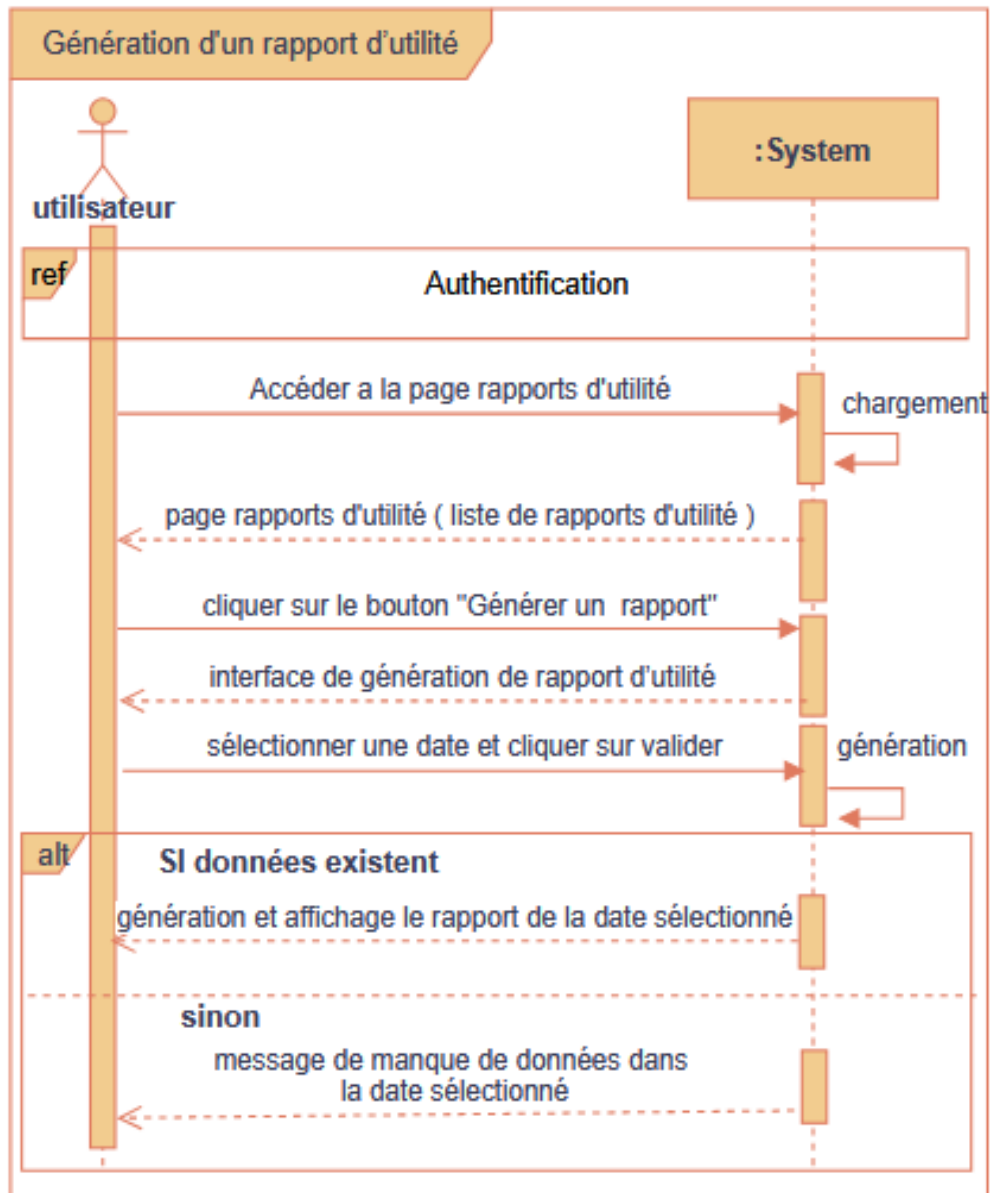 Génération d'un rapport d'utilité
:System
utilisateur
ref
Authentification
Accéder a la page rapports d'utilité
chargement
page rapports d'utilité ( liste de rapports d'utilité )
cliquer sur le bouton "Générer un rapport"
interface de génération de rapport d'utilité
sélectionner une date et cliquer sur valider
génération
alt
SI données existent
génération et affichage le rapport de la date sélectionné
sinon
message de manque de données dans
la date sélectionné